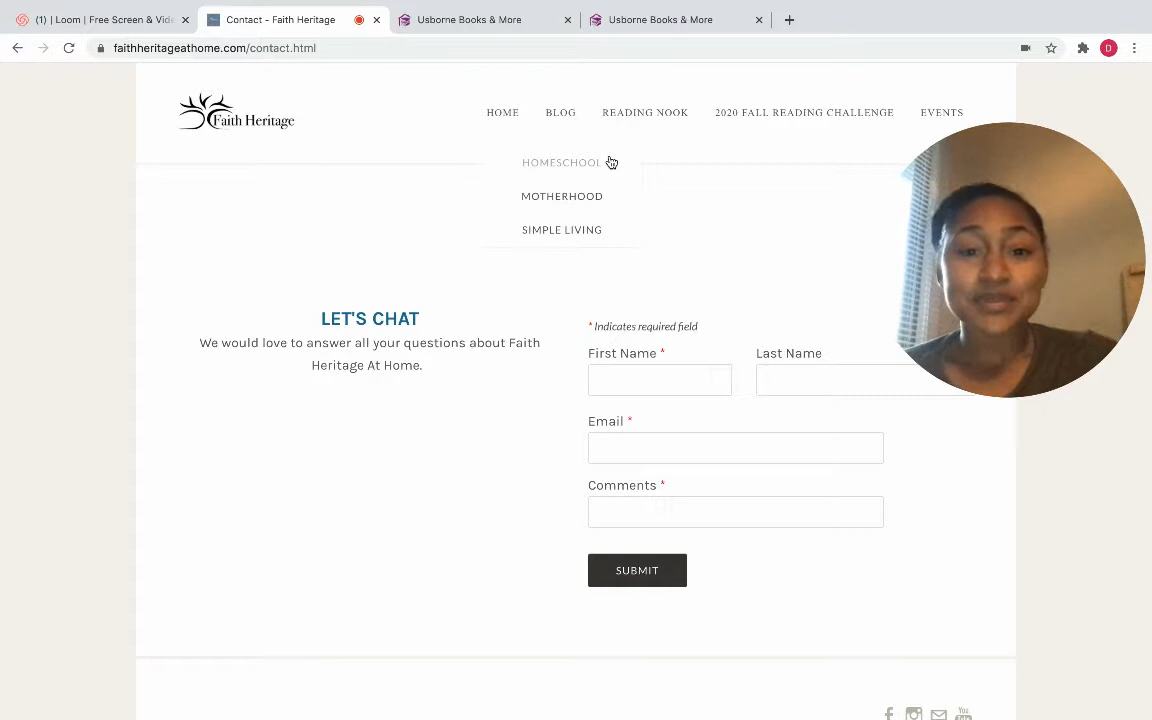 (1) | Loom | Free Screen & Vide
Contact - Faith Heritage
Usborne Books & More
Usborne Books & More
faithheritageathome.com/contact.html
D
Faith Heritage
HOME BLOG READING NOOK 2020 FALL READING CHALLENGE EVENTS
HOMESCHOOL
MOTHERHOOD
SIMPLE LIVING
LET'S CHAT
We would love to answer all your questions about Faith
Heritage At Home.
* Indicates required field
First Name *
Last Name
Email *
Comments *
SUBMIT
You